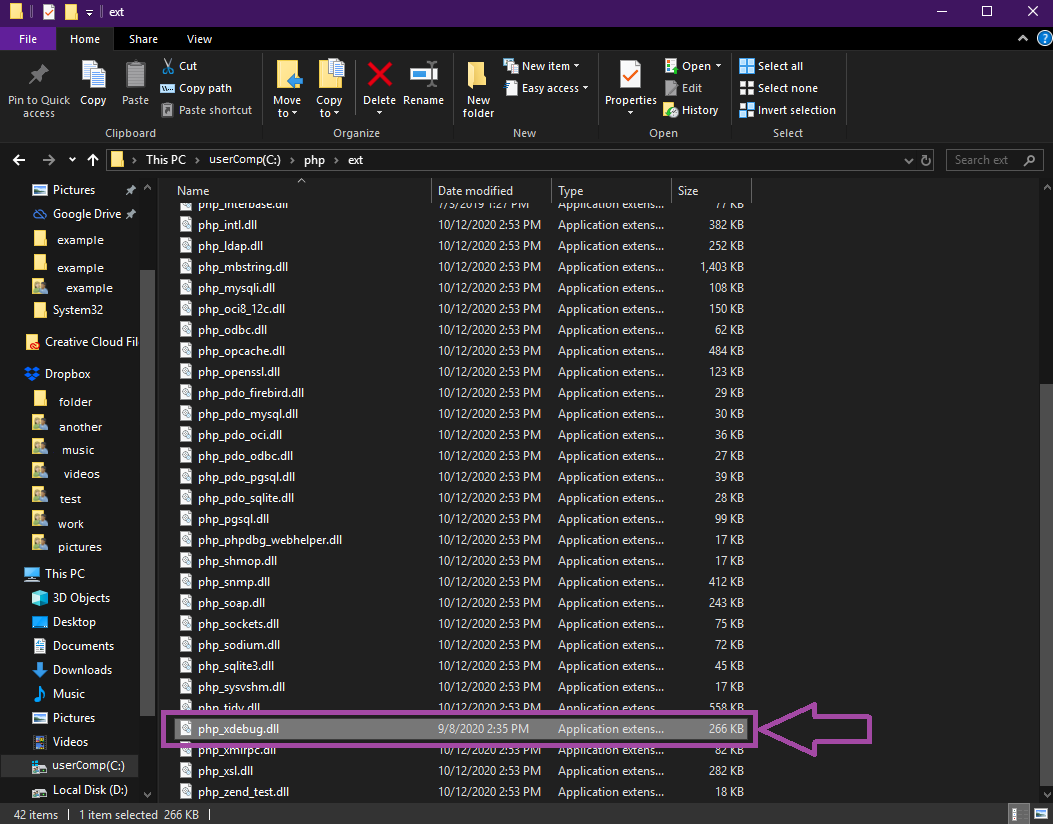 ext
File Home Share View
Pin to Quick access
Copy
Paste
Cut
Copy path
Paste shortcut
Clipboard
Move to
Copy to
Delete
Rename
Organize
New folder
New item
Easy access
New
Properties
Open
Edit
History
Open
Select all
Select none
Invert selection
Select
This PC > userComp(C:) > php > ext
Search ext
Pictures
Google Drive
example
example
example
System32
Creative Cloud Fil
Dropbox
folder
another
music
videos
test
work
pictures
This PC
3D Objects
Desktop
Documents
Downloads
Music
Pictures
Videos
userComp(C:)
Local Disk (D:)
Name Date modified Type Size
php_interbase.dll 7/5/2019 1:27 PM Application extens... 77 KB
php_intl.dll 10/12/2020 2:53 PM Application extens... 382 KB
php_ldap.dll 10/12/2020 2:53 PM Application extens... 252 KB
php_mbstring.dll 10/12/2020 2:53 PM Application extens... 1,403 KB
php_mysqli.dll 10/12/2020 2:53 PM Application extens... 108 KB
php_oci8_12c.dll 10/12/2020 2:53 PM Application extens... 150 KB
php_odbc.dll 10/12/2020 2:53 PM Application extens... 62 KB
php_opcache.dll 10/12/2020 2:53 PM Application extens... 484 KB
php_openssl.dll 10/12/2020 2:53 PM Application extens... 123 KB
php_pdo_firebird.dll 10/12/2020 2:53 PM Application extens... 29 KB
php_pdo_mysql.dll 10/12/2020 2:53 PM Application extens... 30 KB
php_pdo_oci.dll 10/12/2020 2:53 PM Application extens... 36 KB
php_pdo_odbc.dll 10/12/2020 2:53 PM Application extens... 27 KB
php_pdo_pgsql.dll 10/12/2020 2:53 PM Application extens... 39 KB
php_pdo_sqlite.dll 10/12/2020 2:53 PM Application extens... 28 KB
php_pgsql.dll 10/12/2020 2:53 PM Application extens... 99 KB
php_phpdbg_webhelper.dll 10/12/2020 2:53 PM Application extens... 17 KB
php_shmop.dll 10/12/2020 2:53 PM Application extens... 17 KB
php_snmp.dll 10/12/2020 2:53 PM Application extens... 412 KB
php_soap.dll 10/12/2020 2:53 PM Application extens... 243 KB
php_sockets.dll 10/12/2020 2:53 PM Application extens... 75 KB
php_sodium.dll 10/12/2020 2:53 PM Application extens... 72 KB
php_sqlite3.dll 10/12/2020 2:53 PM Application extens... 45 KB
php_sysvshm.dll 10/12/2020 2:53 PM Application extens... 17 KB
php_tidy.dll 10/12/2020 2:53 PM Application extens... 558 KB
php_xdebug.dll 9/8/2020 2:35 PM Application extens... 266 KB
php_xmlrpc.dll 10/12/2020 2:53 PM Application extens... 82 KB
php_xsl.dll 10/12/2020 2:53 PM Application extens... 282 KB
php_zend_test.dll 10/12/2020 2:53 PM Application extens... 18 KB
42 items 1 item selected 266 KB